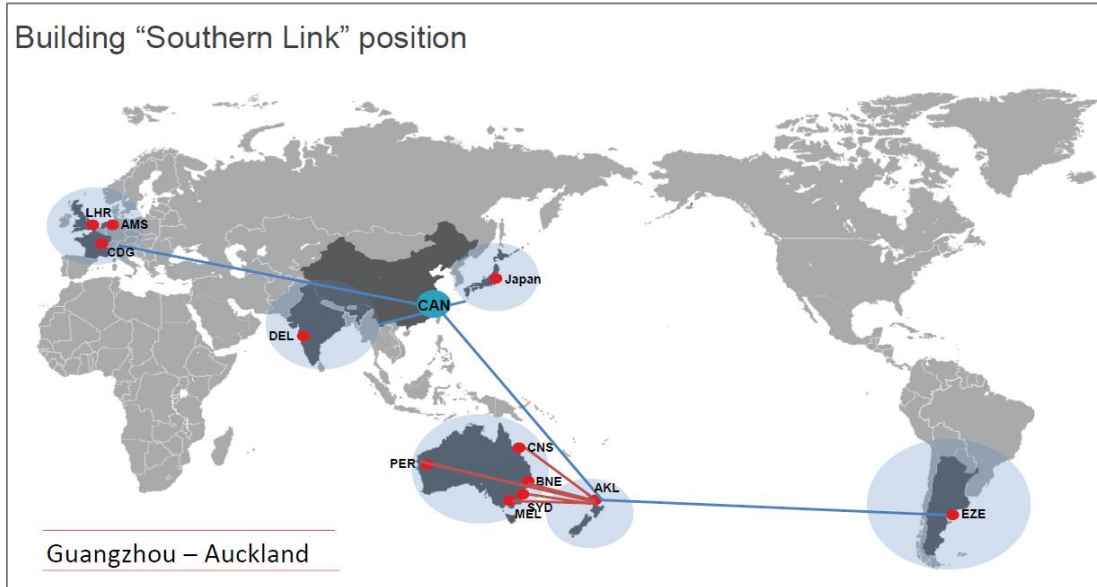 Building “Southern Link” position
LHR
AMS
CDG
Japan
CAN
DEL
CNS
PER
BNE
AKL
SYD
MEL
EZE
Guangzhou – Auckland